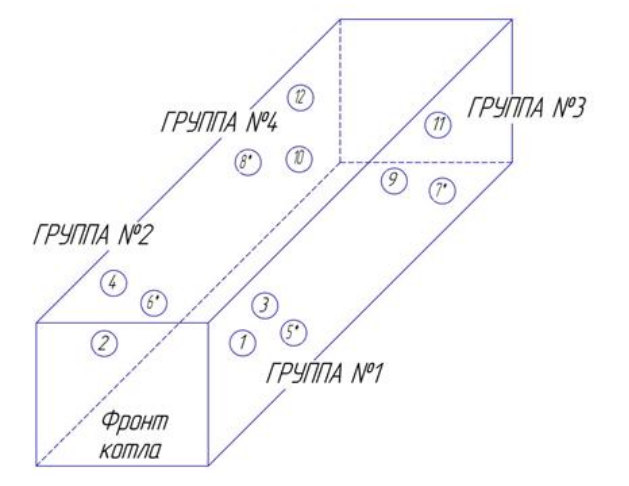 12
ГРУППА №4
ГРУППА №3
11
8*
10
9
7*
ГРУППА №2
4
6*
3
2
1
5*
ГРУППА №1
Фронт
котла